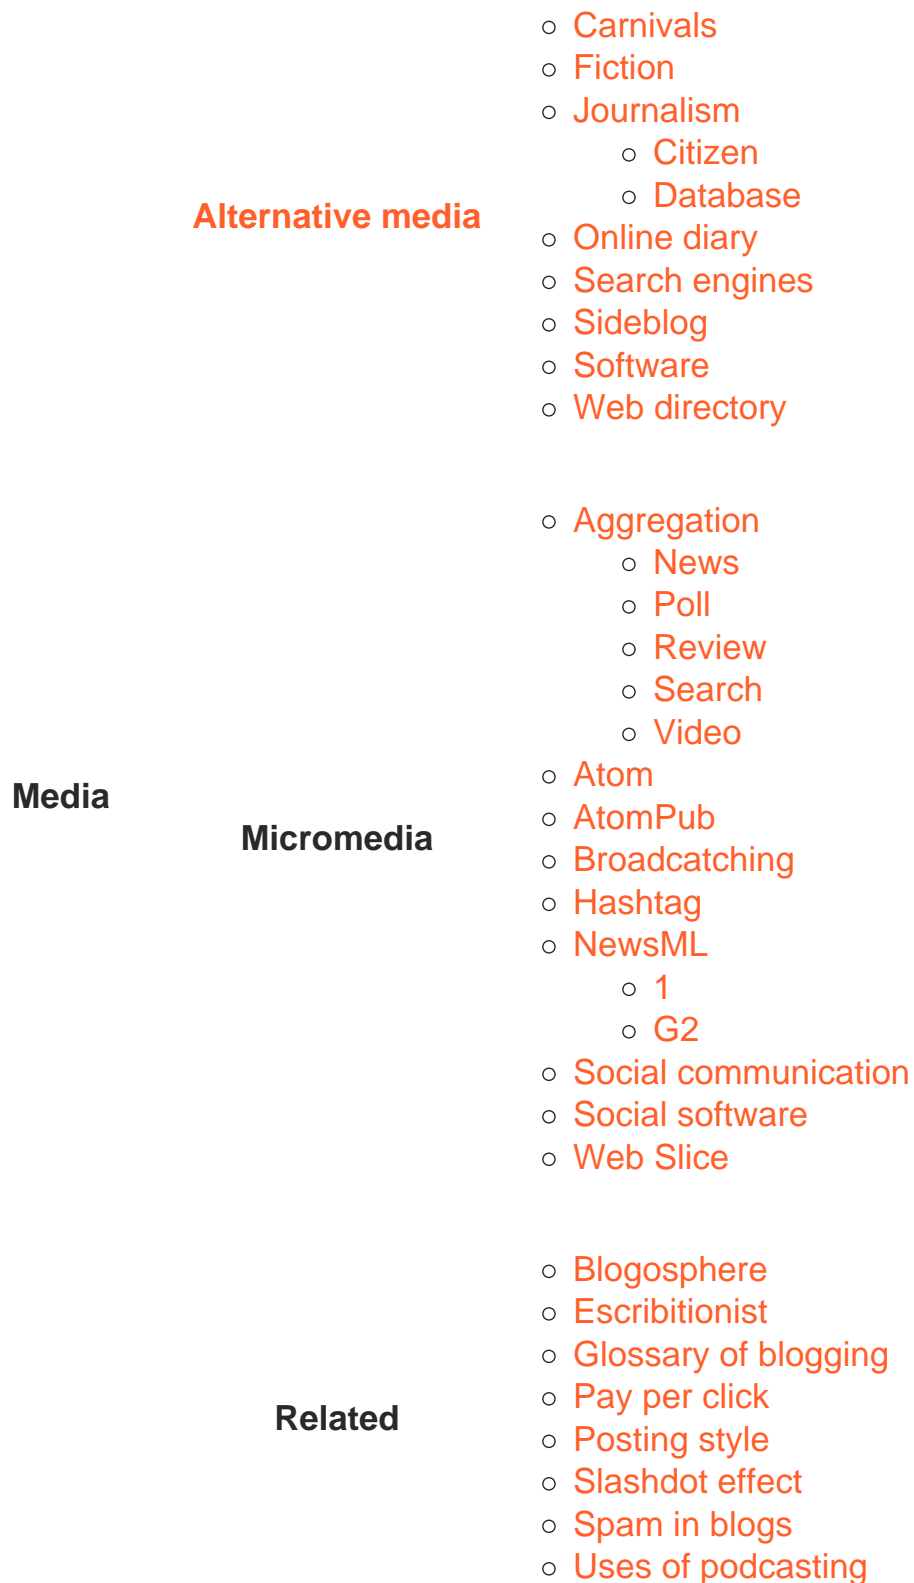 Media
Alternative media
Carnivals
Fiction
Journalism
Citizen
Database
Online diary
Search engines
Sideblog
Software
Web directory
Micromedia
Aggregation
News
Poll
Review
Search
Video
Atom
AtomPub
Broadcatching
Hashtag
NewsML
1
G2
Social communication
Social software
Web Slice
Related
Blogosphere
Escribitionist
Glossary of blogging
Pay per click
Posting style
Slashdot effect
Spam in blogs
Uses of podcasting